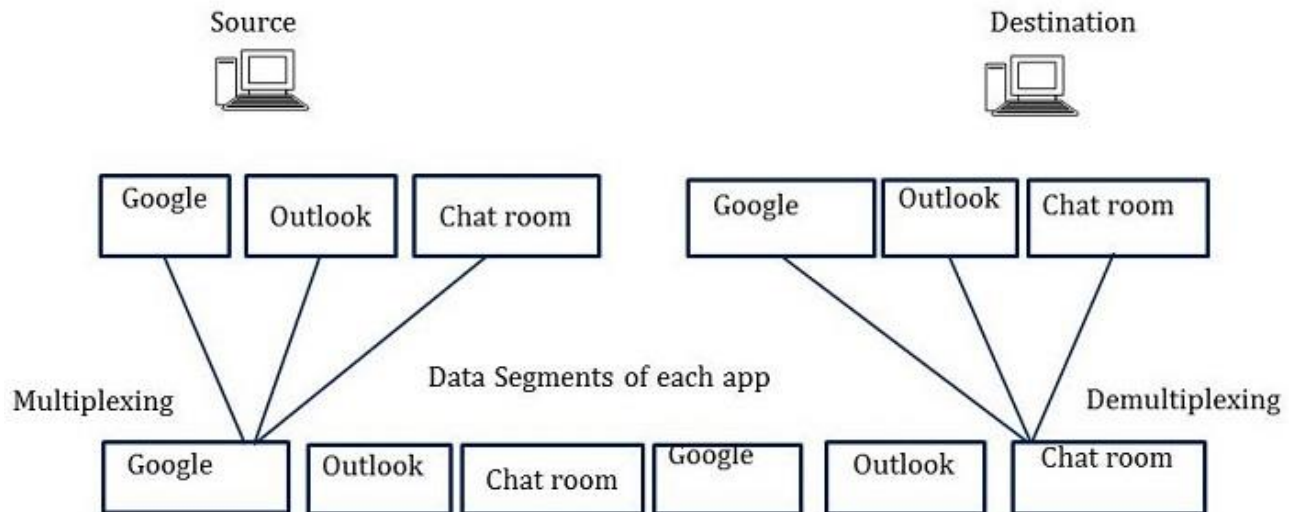 Source
Destination
Google
Outlook
Chat room
Google
Outlook
Chat room
Data Segments of each app
Multiplexing
Demultiplexing
Google
Outlook
Chat room
Google
Outlook
Chat room